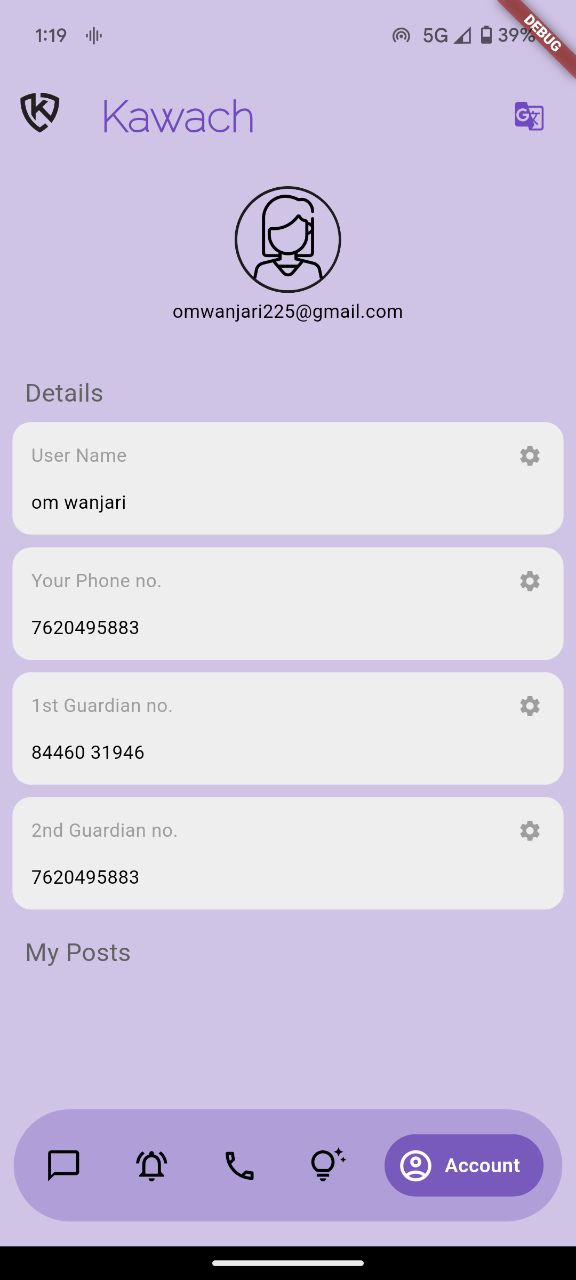 1:19 5G 39%
DEBUG
Kawach
omwanjari225@gmail.com
Details
User Name
om wanjari
Your Phone no.
7620495883
1st Guardian no.
84460 31946
2nd Guardian no.
7620495883
My Posts
Account